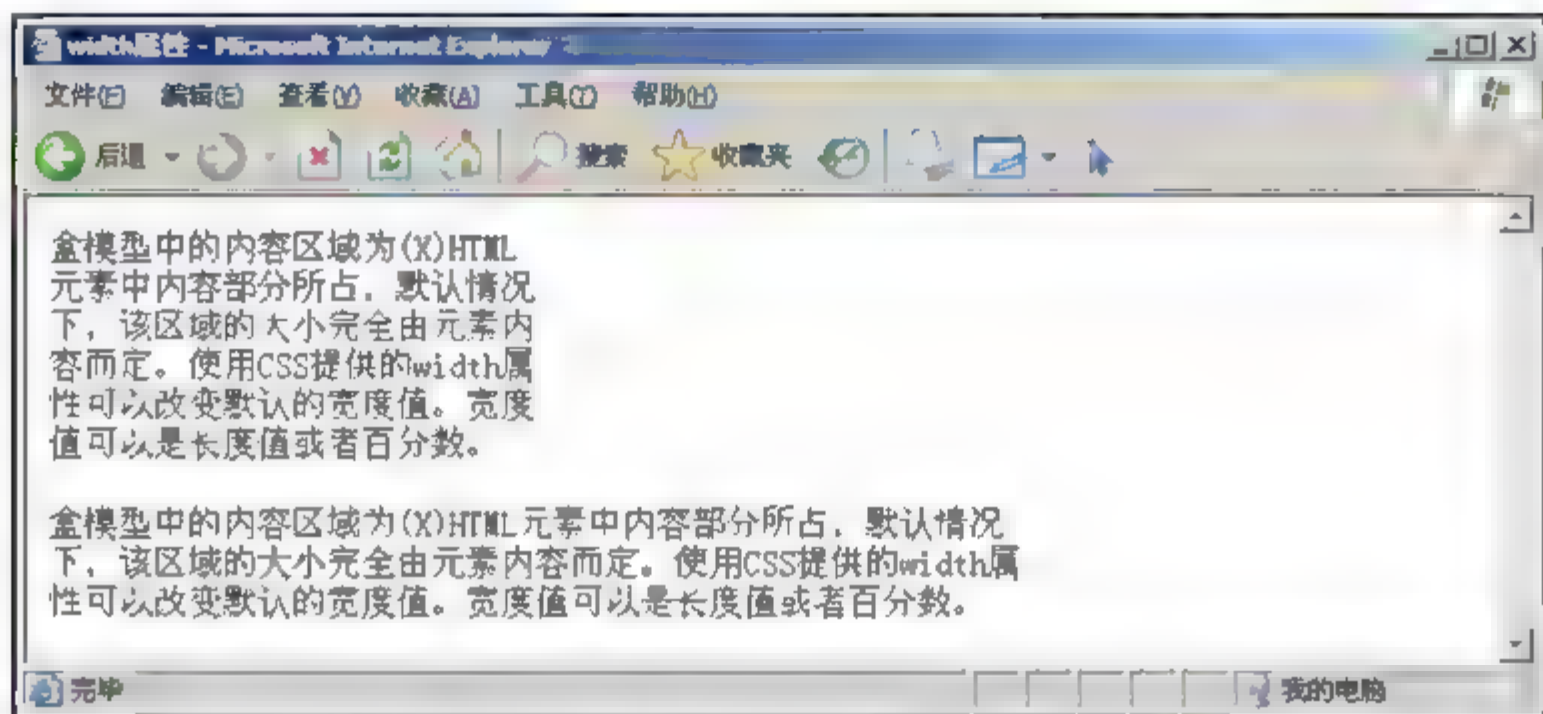 width属性 - Microsoft Internet Explorer
文件(F) 编辑(E) 查看(V) 收藏(A) 工具(T) 帮助(H)
后退 搜索 收藏夹
盒模型中的内容区域为(X)HTML
元素中内容部分所占，默认情况
下，该区域的大小完全由元素内
容而定。使用CSS提供的width属
性可以改变默认的宽度值。宽度
值可以是长度值或者百分数。
盒模型中的内容区域为(X)HTML元素中内容部分所占，默认情况
下，该区域的大小完全由元素内容而定。使用CSS提供的width属
性可以改变默认的宽度值。宽度值可以是长度值或者百分数。
完毕 我的电脑